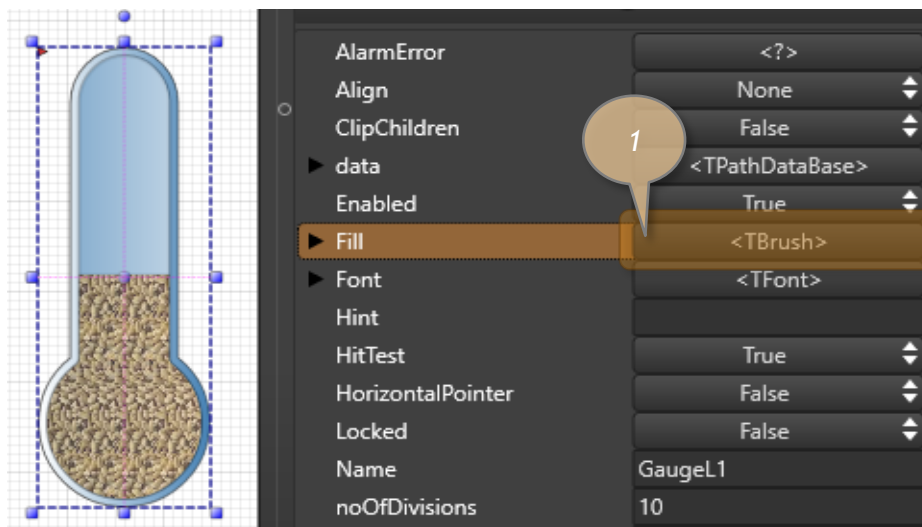 AlarmError <?>
Align None
ClipChildren False
1
data <TPathDataBase>
Enabled True
Fill <TBrush>
Font <TFont>
Hint
HitTest True
HorizontalPointer False
Locked False
Name GaugeL1
noOfDivisions 10